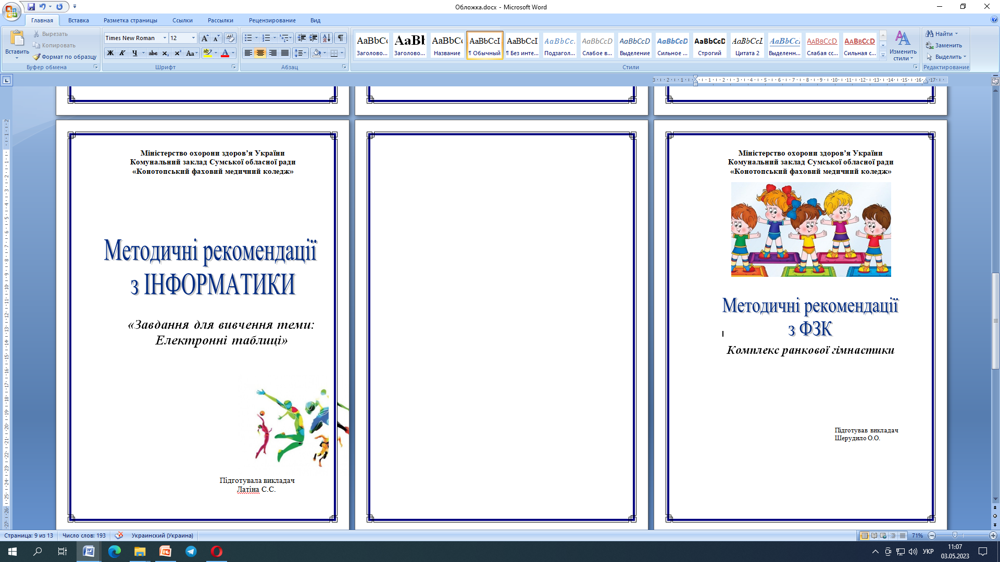 Обложка.docx - Microsoft Word
Главная
Вставка
Разметка страницы
Ссылки
Рассылки
Рецензирование
Вид
Вставить
Вырезать
Копировать
Формат по образцу
Буфер обмена
Times New Roman
12
Ж К Ч abc x₂ x² Aa
Шрифт
Абзац
AaBbCc AaBb AaBbCc AaBbCcI AaBbCcI AaBbCc. AaBbCcD AaBbCcD AaBbCcD AaBbCcD AaBbCcI AaBbCcI AaBbCcD AaBbCcD
Заголово... Заголово... Название ¶ Обычный ¶ Без инте... Подзагол... Слабое в... Выделение Сильное ... Строгий Цитата 2 Выделенн... Слабая сс... Сильная с...
Стили
Изменить
стили
Найти
Заменить
Выделить
Редактирование
Міністерство охорони здоров’я України
Комунальний заклад Сумської обласної ради
«Конотопський фаховий медичний коледж»
Методичні рекомендації
з ІНФОРМАТИКИ
«Завдання для вивчення теми:
Електронні таблиці»
Підготувала викладач
Латіна С.С.
Міністерство охорони здоров’я України
Комунальний заклад Сумської обласної ради
«Конотопський фаховий медичний коледж»
Методичні рекомендації
з ФЗК
Комплекс ранкової гімнастики
Підготував викладач
Шерудило О.О.
Страница: 9 из 13
Число слов: 193
Украинский (Украина)
71%
УКР
11:07
03.05.2023